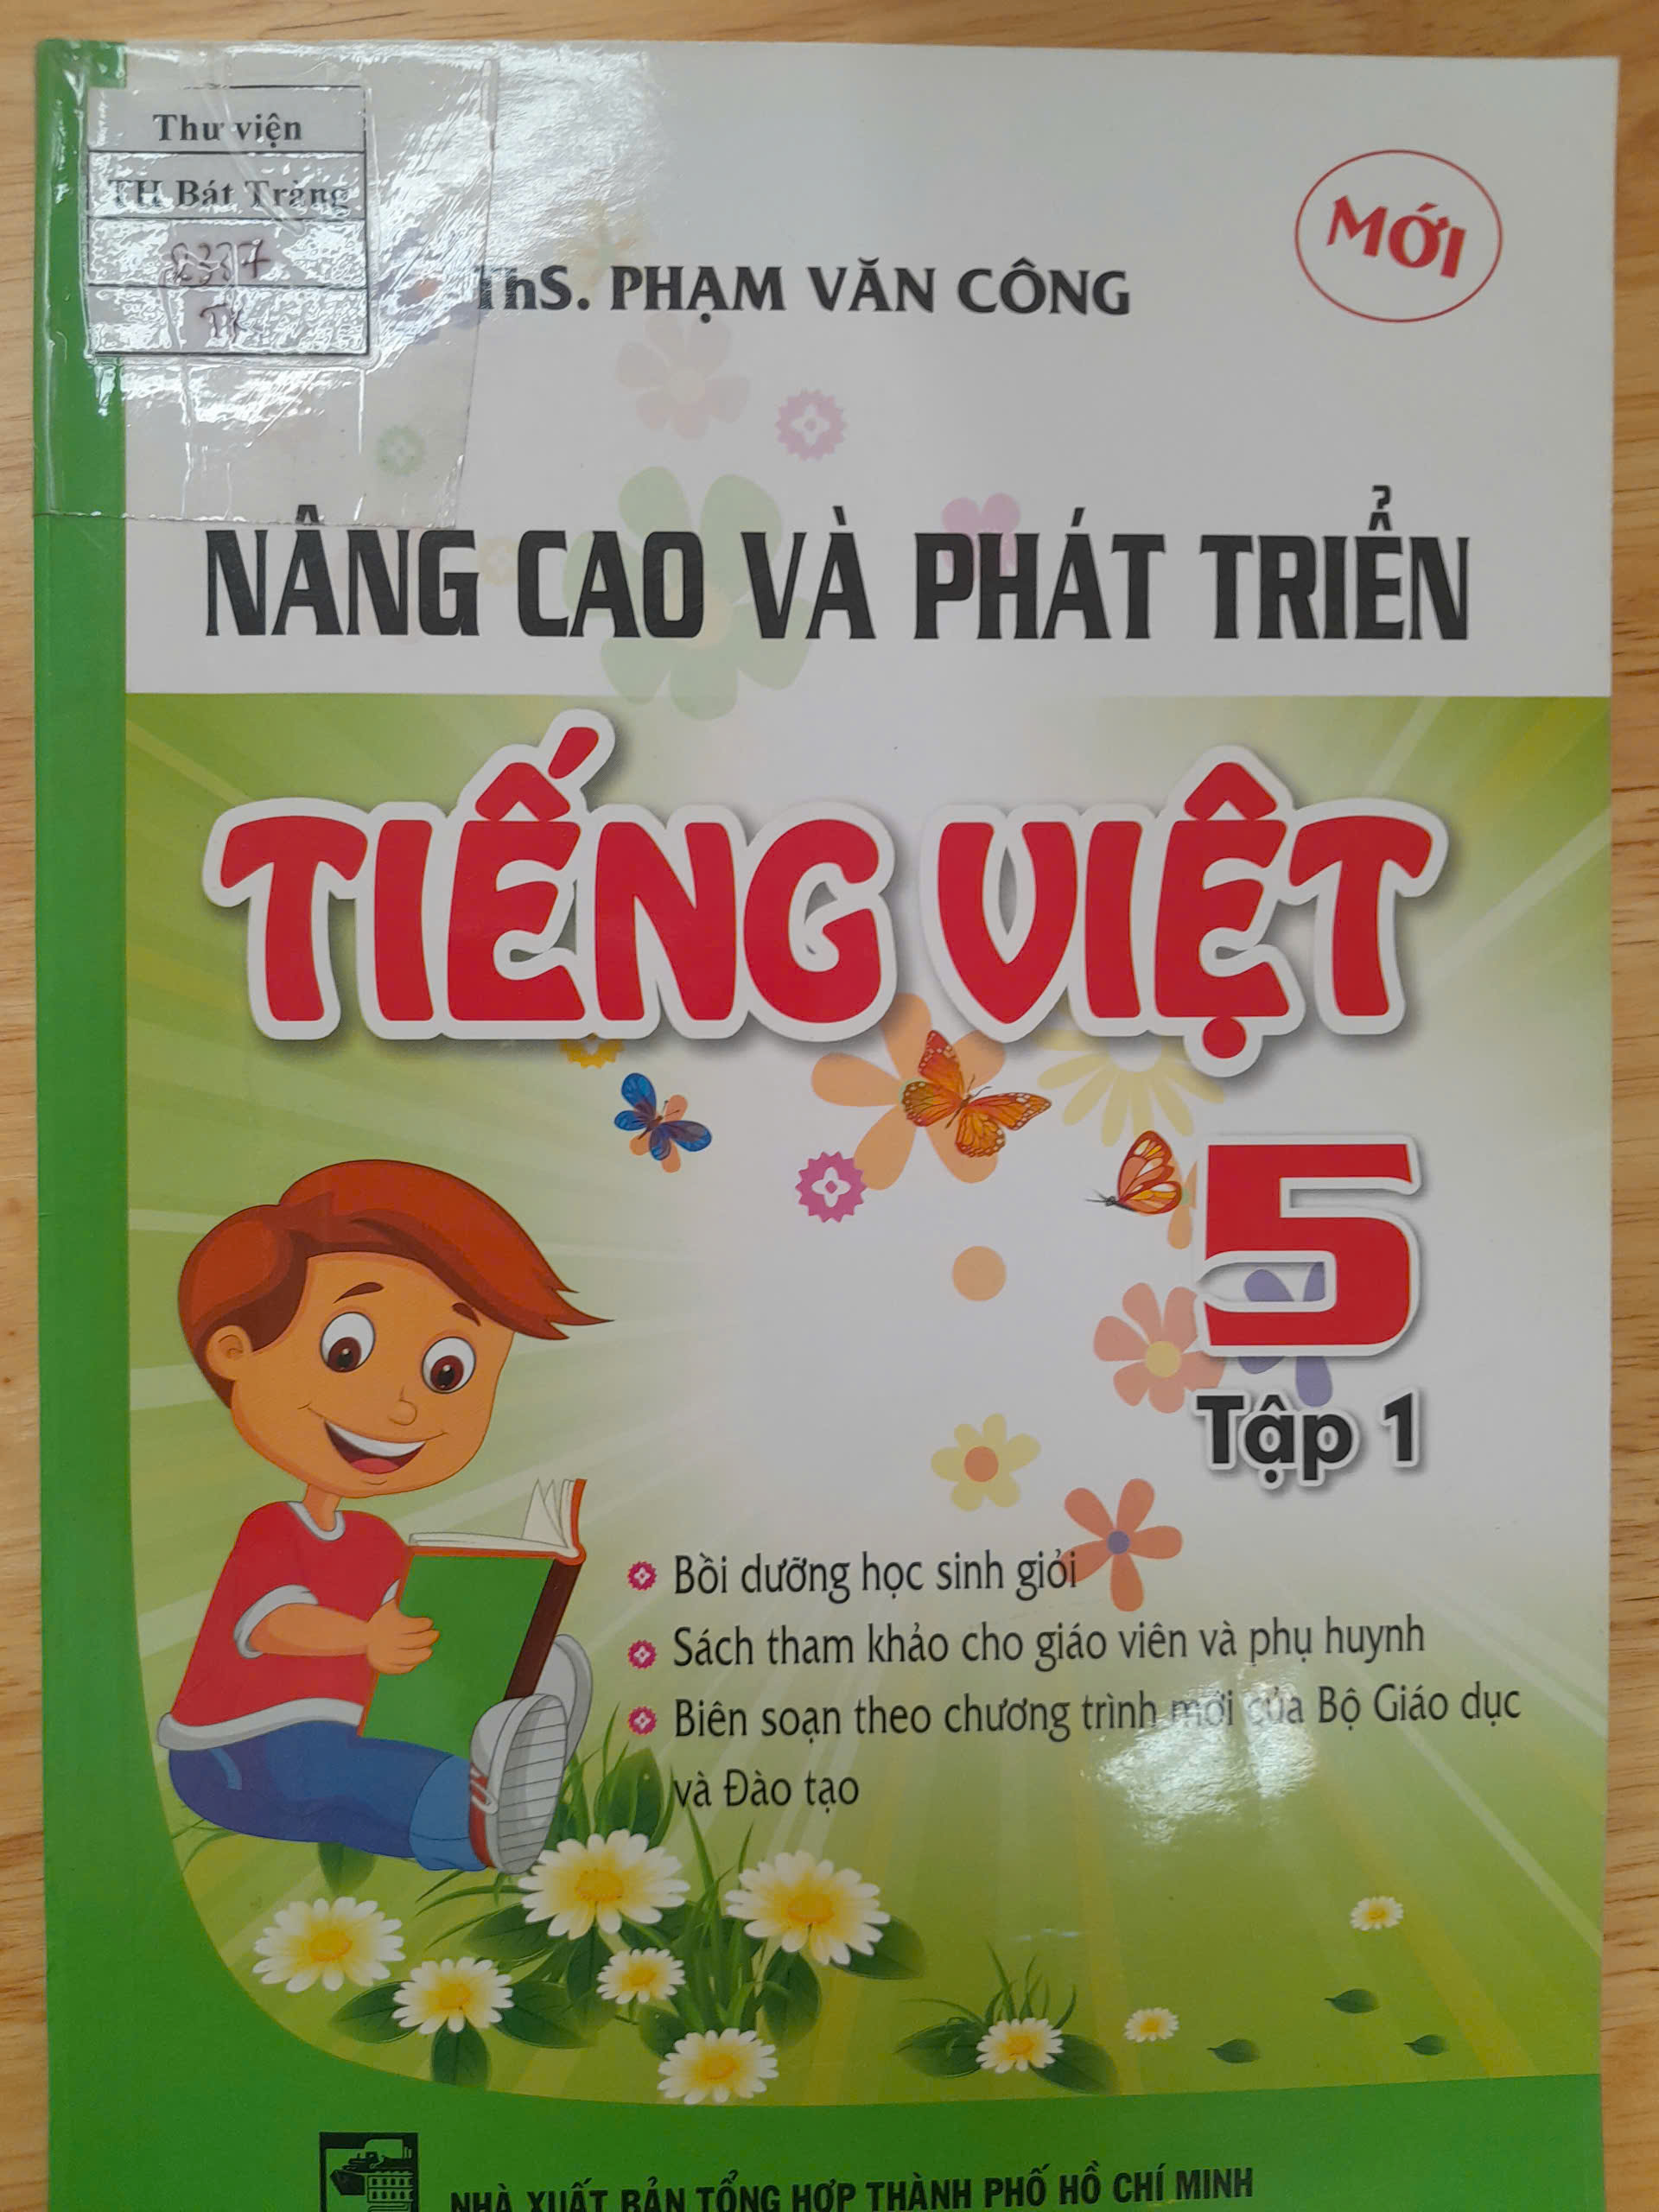 Thư viện
TH Bát Tràng
TK
MỚI
ThS. PHẠM VĂN CÔNG
NÂNG CAO VÀ PHÁT TRIỂN
TIẾNG VIỆT
5
Tập 1
Bồi dưỡng học sinh giỏi
Sách tham khảo cho giáo viên và phụ huynh
Biên soạn theo chương trình mới của Bộ Giáo dục
và Đào tạo
NHÀ XUẤT BẢN TỔNG HỢP THÀNH PHỐ HỒ CHÍ MINH